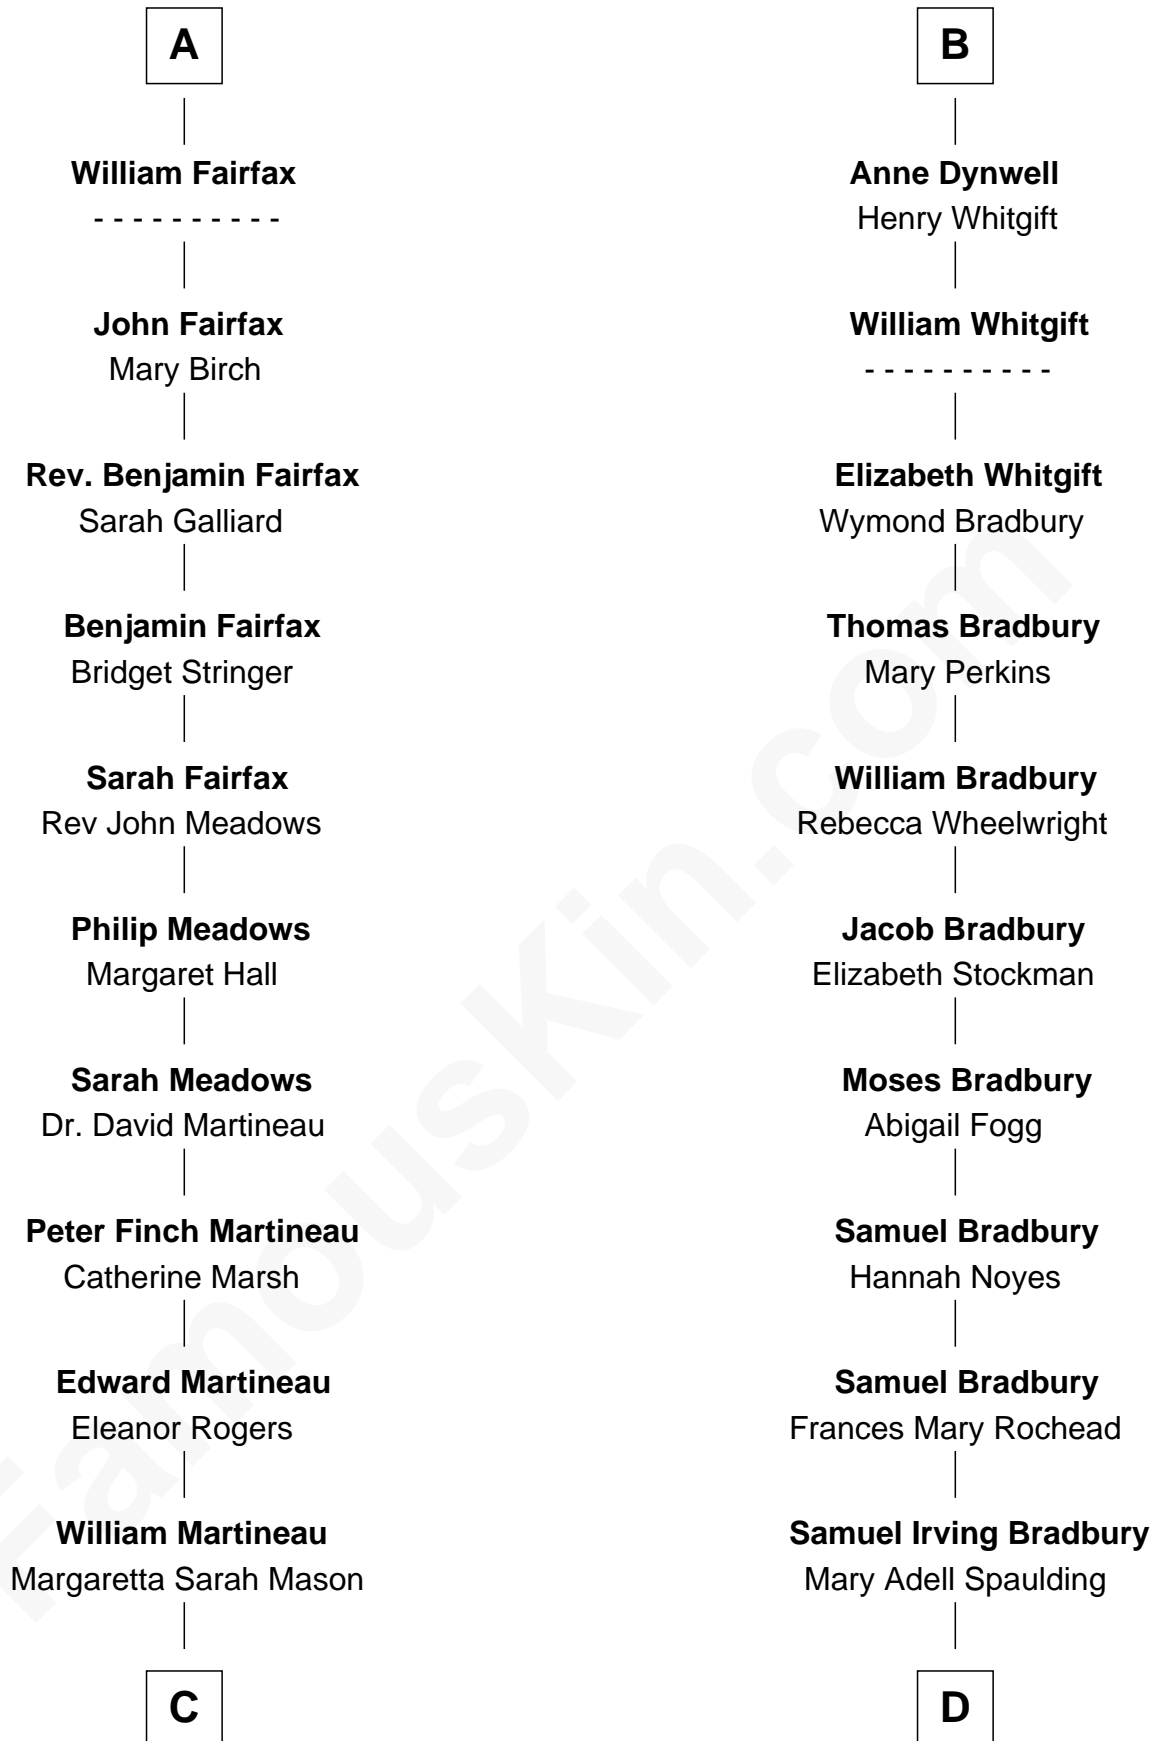 A
William Fairfax
- - - - - - - - - -
John Fairfax
Mary Birch
Rev. Benjamin Fairfax
Sarah Galliard
Benjamin Fairfax
Bridget Stringer
Sarah Fairfax
Rev John Meadows
Philip Meadows
Margaret Hall
Sarah Meadows
Dr. David Martineau
Peter Finch Martineau
Catherine Marsh
Edward Martineau
Eleanor Rogers
William Martineau
Margaretta Sarah Mason
C
B
Anne Dynwell
Henry Whitgift
William Whitgift
- - - - - - - - - -
Elizabeth Whitgift
Wymond Bradbury
Thomas Bradbury
Mary Perkins
William Bradbury
Rebecca Wheelwright
Jacob Bradbury
Elizabeth Stockman
Moses Bradbury
Abigail Fogg
Samuel Bradbury
Hannah Noyes
Samuel Bradbury
Frances Mary Rochead
Samuel Irving Bradbury
Mary Adell Spaulding
D
FamousKin.com